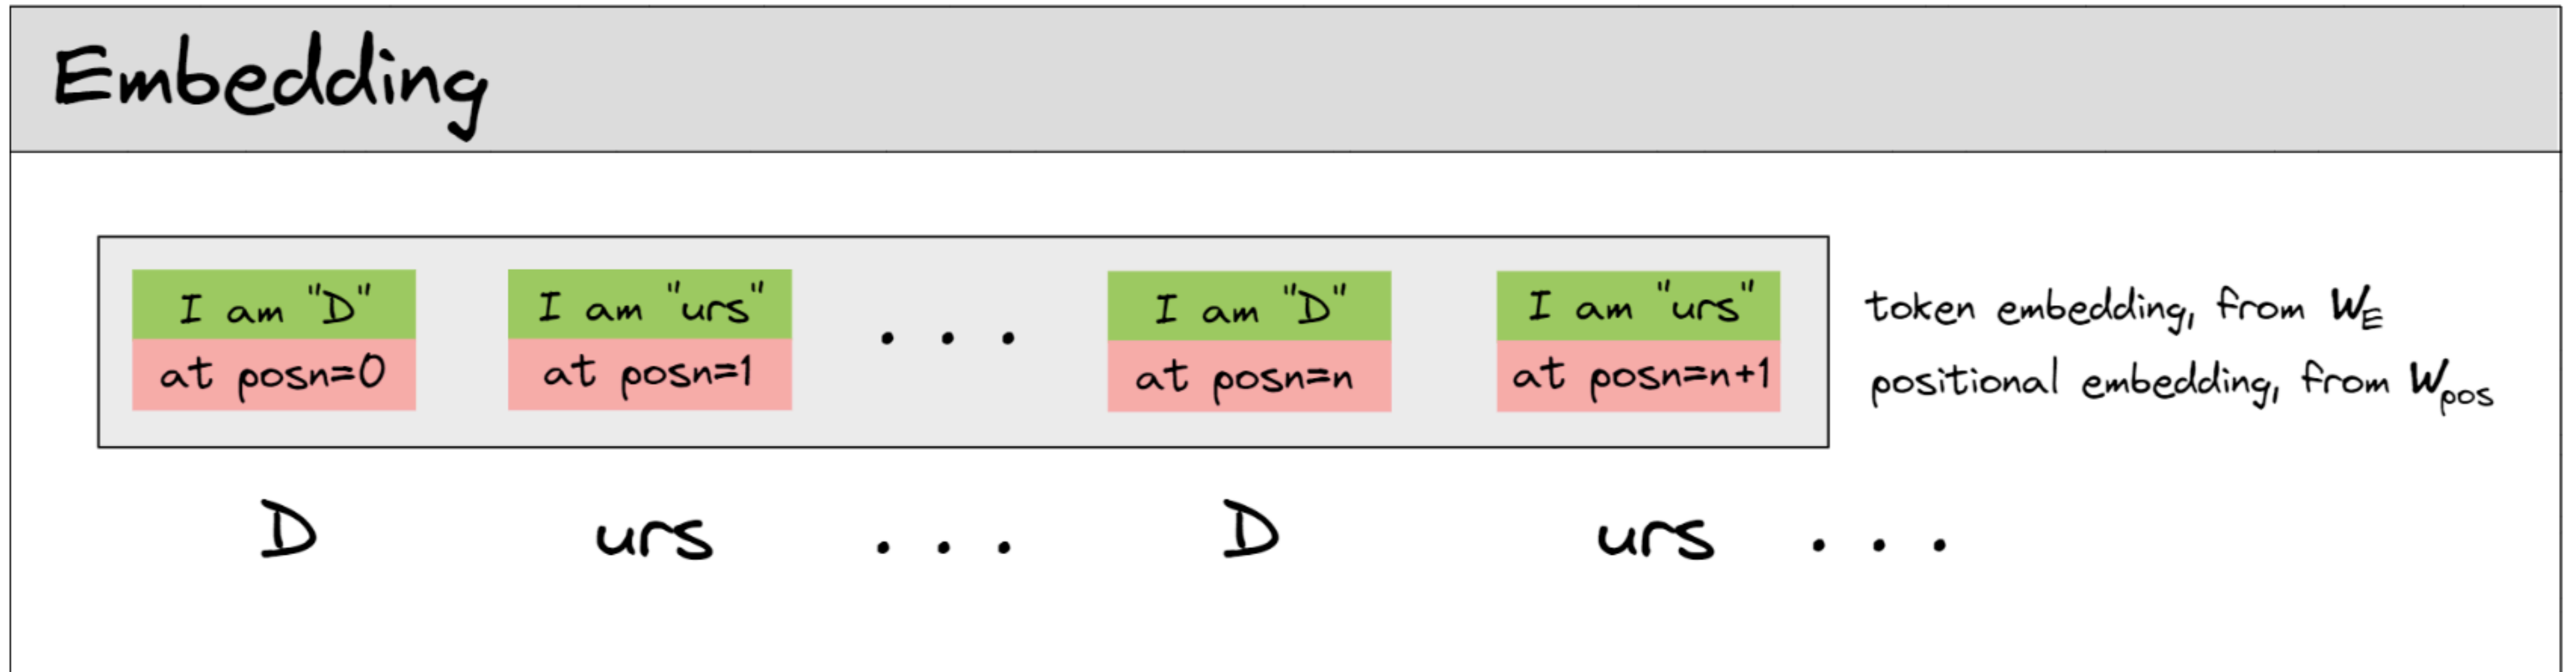 Embedding
I am "D" I am "urs" ... I am "D" I am "urs" token embedding, from W_E
at posn=0 at posn=1 at posn=n at posn=n+1 positional embedding, from W_pos
D urs ... D urs ...